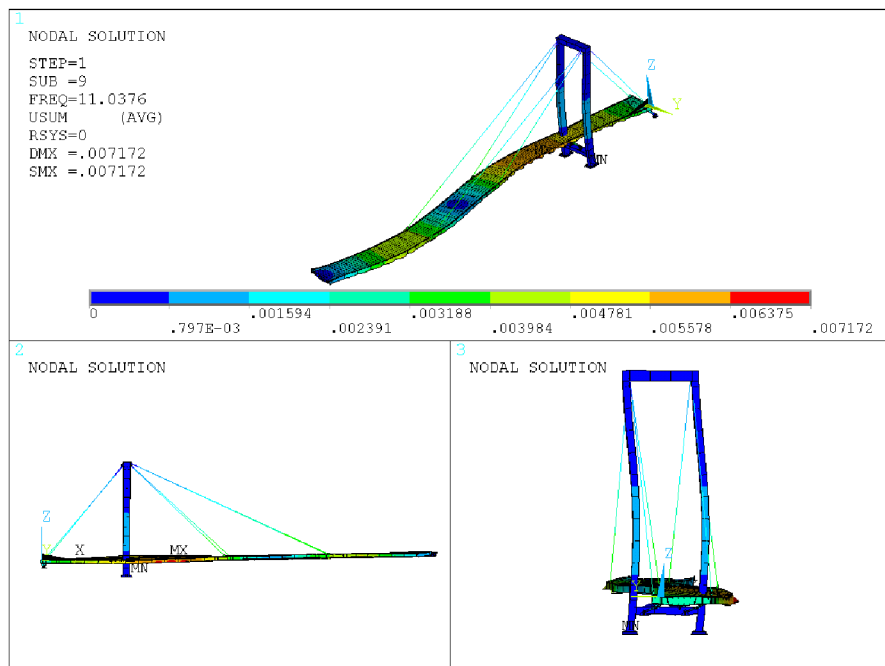 1
NODAL SOLUTION
STEP=1
SUB =9
FREQ=11.0376
USUM (AVG)
RSYS=0
DMX =.007172
SMX =.007172
Z
Y
MN
0 .001594 .003188 .004781 .006375
.797E-03 .002391 .003984 .005578 .007172
2
NODAL SOLUTION
Z
X MX
MN
3
NODAL SOLUTION
Z
Y
MN